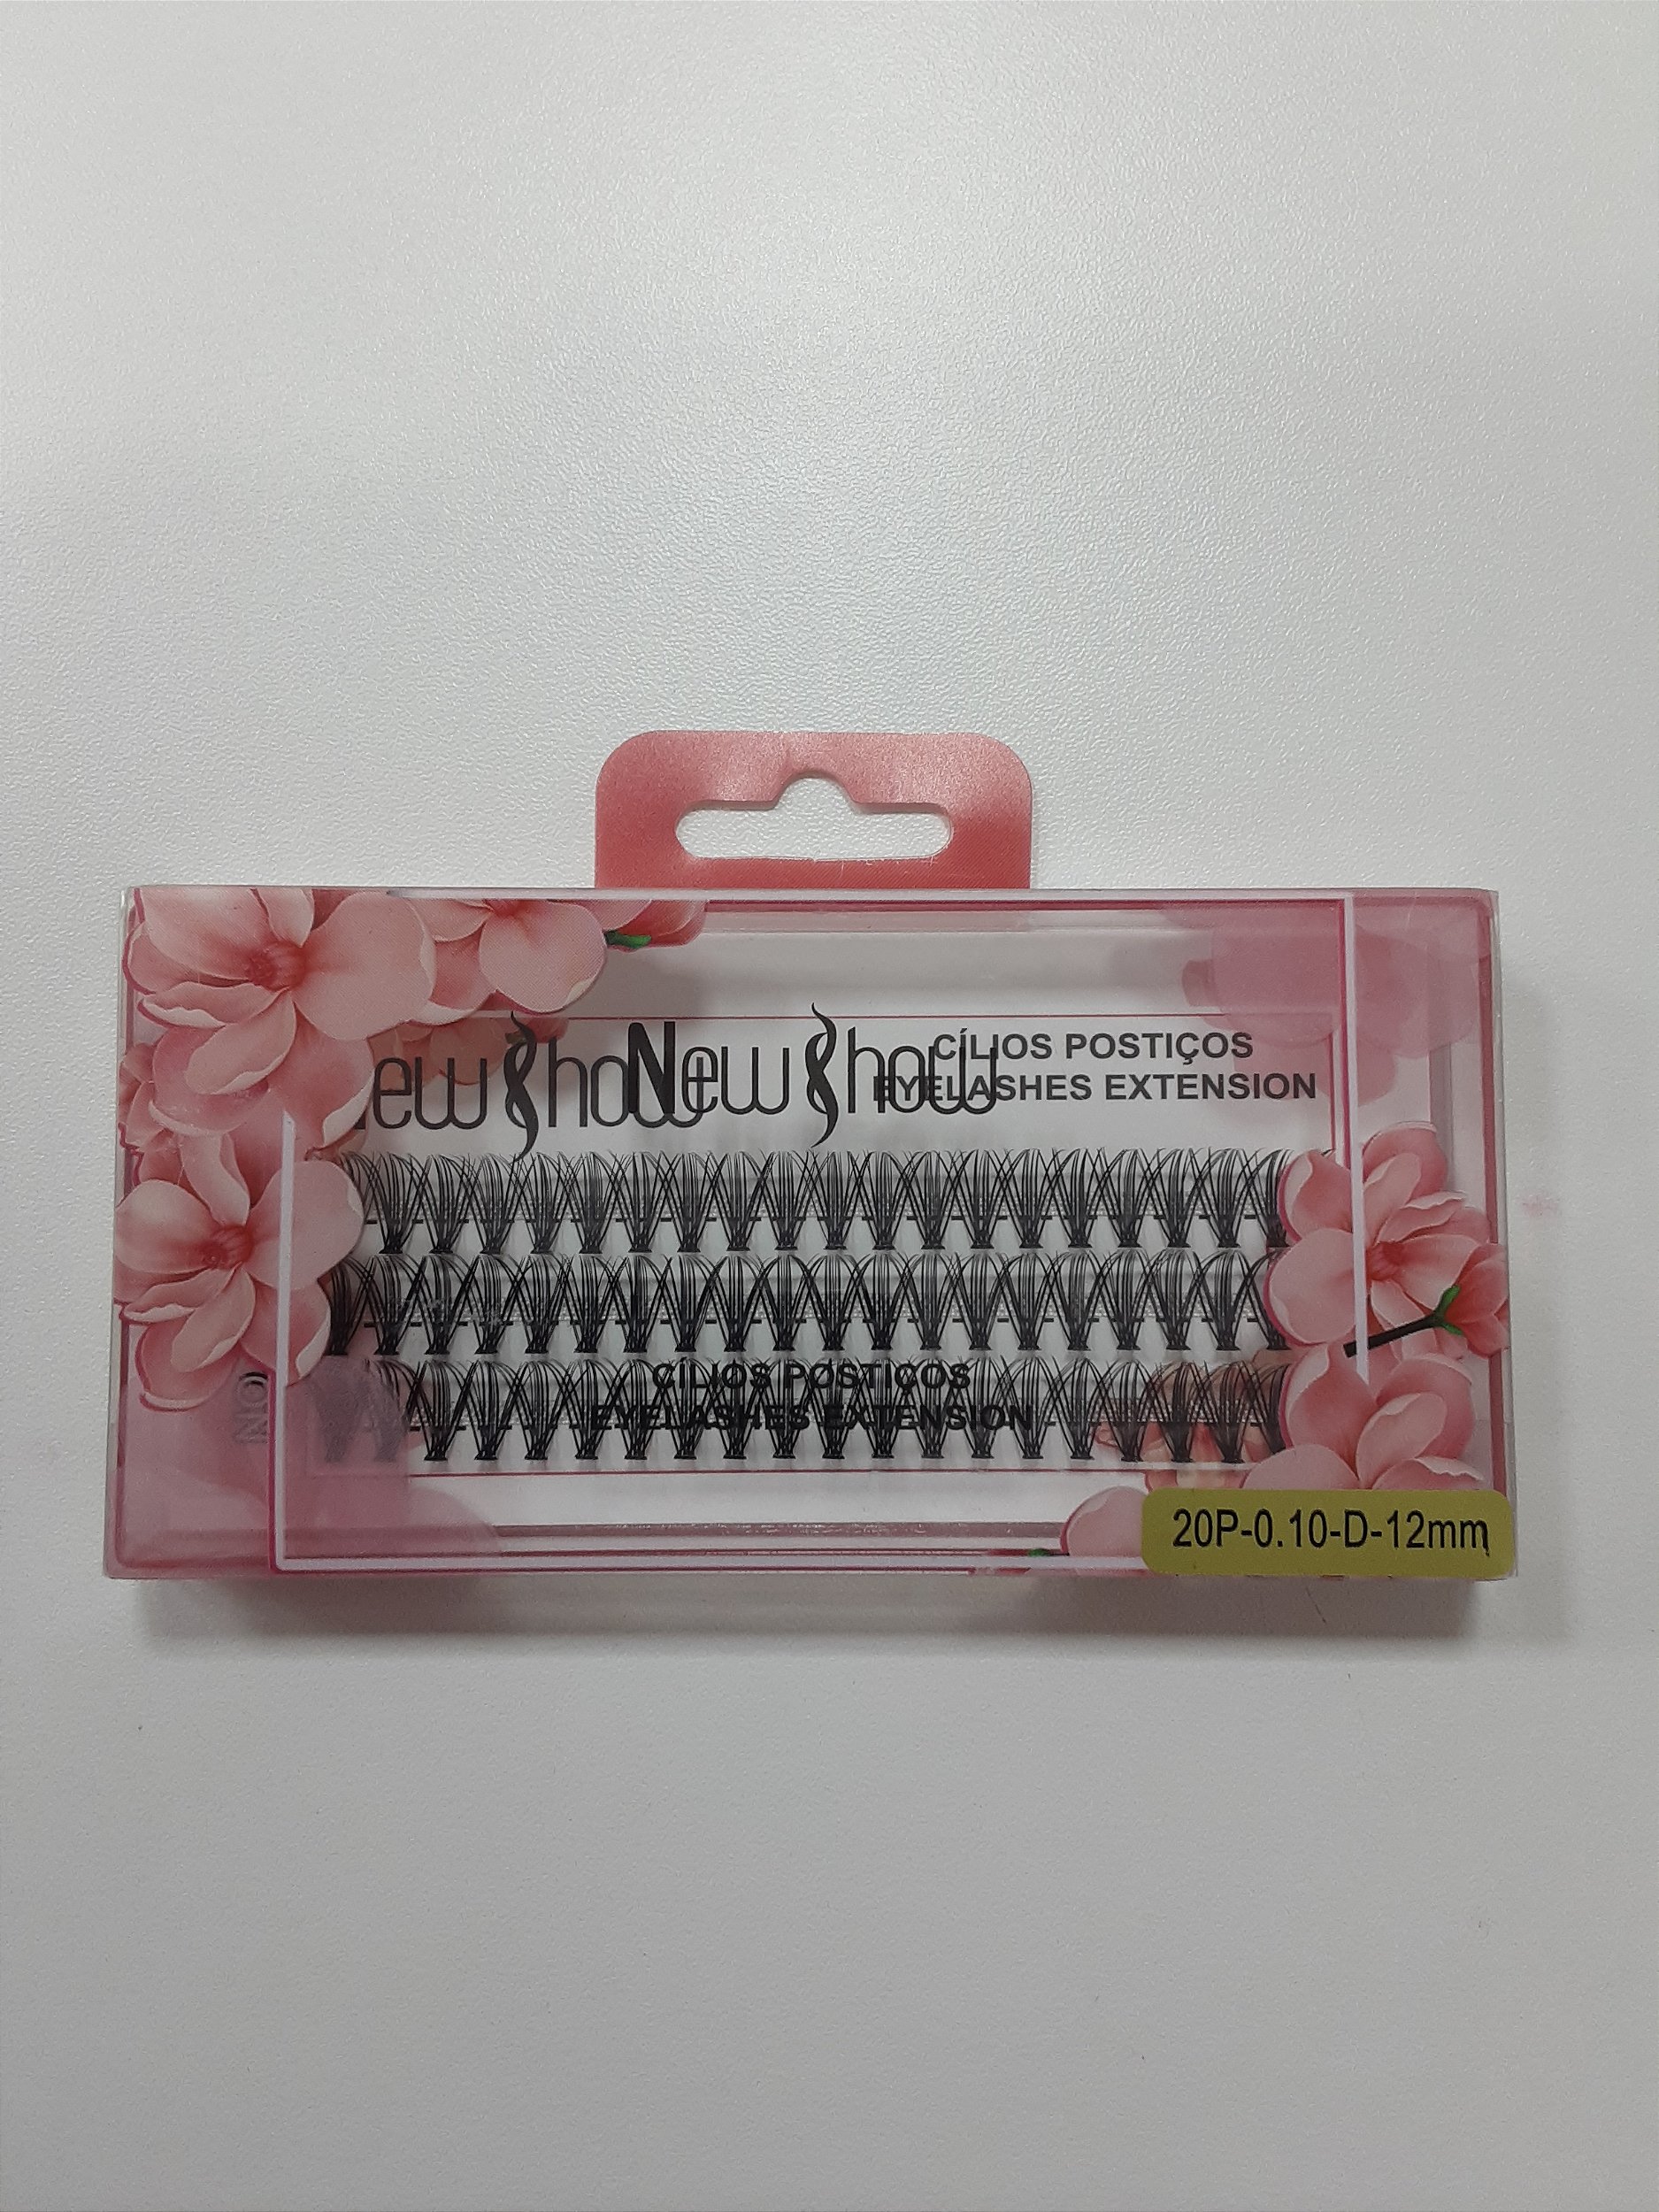 New Show New Show
CÍLIOS POSTIÇOS
EYELASHES EXTENSION
CÍLIOS POSTIÇOS
EYELASHES EXTENSION
20P-0.10-D-12mm